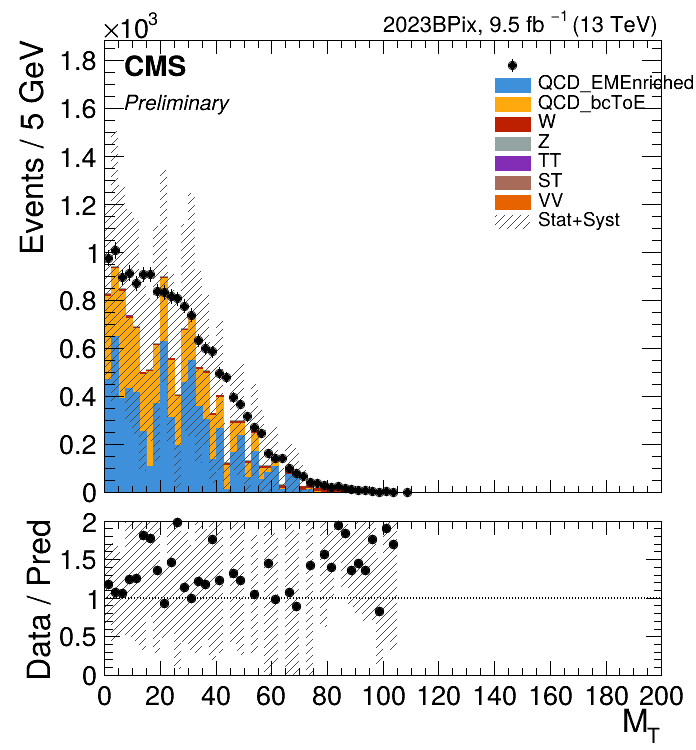 ×10³
2023BPix, 9.5 fb ⁻¹ (13 TeV)
CMS
Preliminary
QCD_EMEnriched
QCD_bcToE
W
Z
TT
ST
VV
Stat+Syst
Events / 5 GeV
1.8
1.6
1.4
1.2
1
0.8
0.6
0.4
0.2
0
Data / Pred
2
1.5
1
0.5
0
0 20 40 60 80 100 120 140 160 180 200
M_T